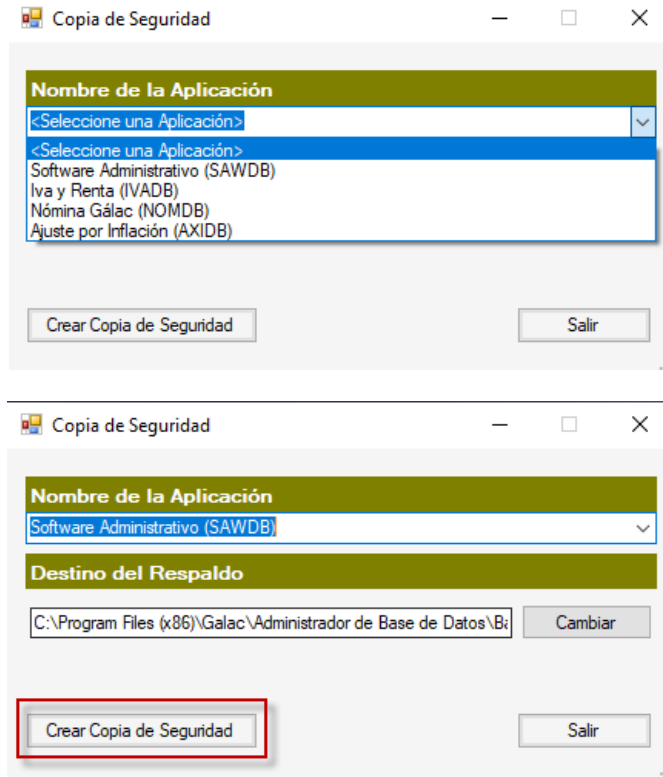 Copia de Seguridad
Nombre de la Aplicación
<Seleccione una Aplicación>
<Seleccione una Aplicación>
Software Administrativo (SAWDB)
Iva y Renta (IVADB)
Nómina Gálac (NOMDB)
Ajuste por Inflación (AXIDB)
Crear Copia de Seguridad Salir
Copia de Seguridad
Nombre de la Aplicación
Software Administrativo (SAWDB)
Destino del Respaldo
C:\Program Files (x86)\Galac\Administrador de Base de Datos\Ba Cambiar
Crear Copia de Seguridad Salir